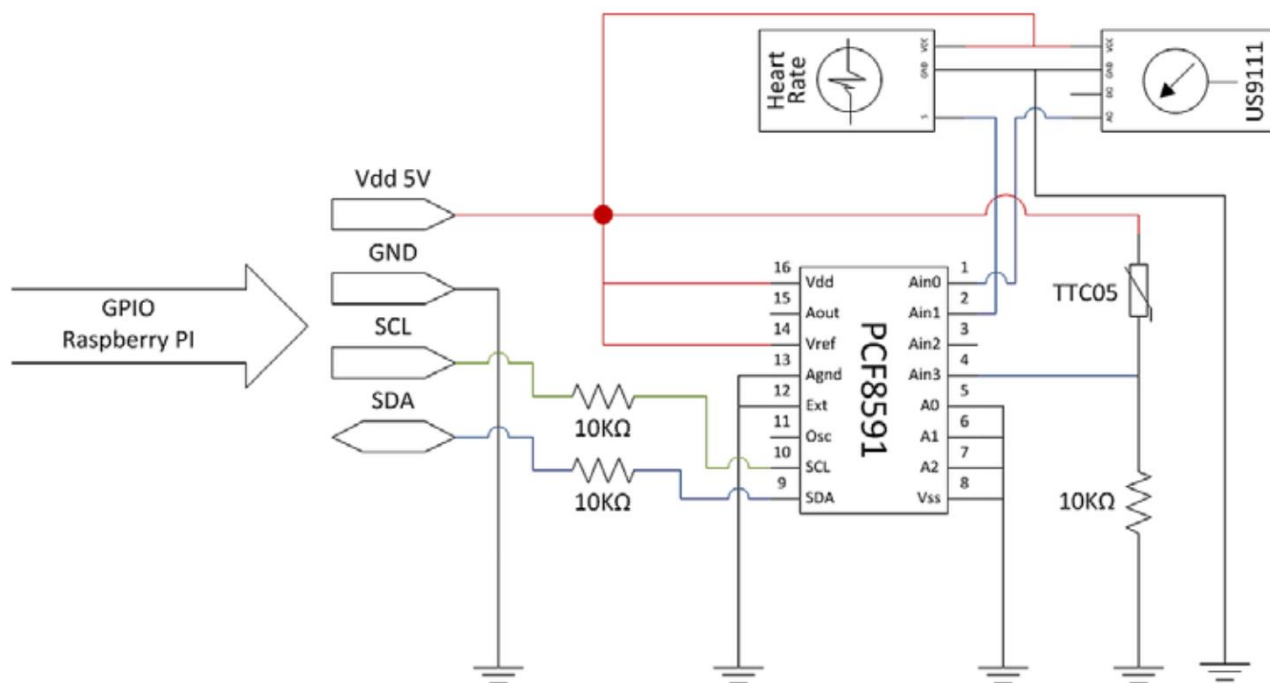 Heart
Rate
VCC
GND
S
VCC
GND
DO
AO
US9111
Vdd 5V
GND
SCL
SDA
GPIO
Raspberry PI
10KΩ
10KΩ
PCF8591
16
Vdd
15
Aout
14
Vref
13
Agnd
12
Ext
11
Osc
10
SCL
9
SDA
1
Ain0
2
Ain1
3
Ain2
4
Ain3
5
A0
6
A1
7
A2
8
Vss
TTC05
10KΩ